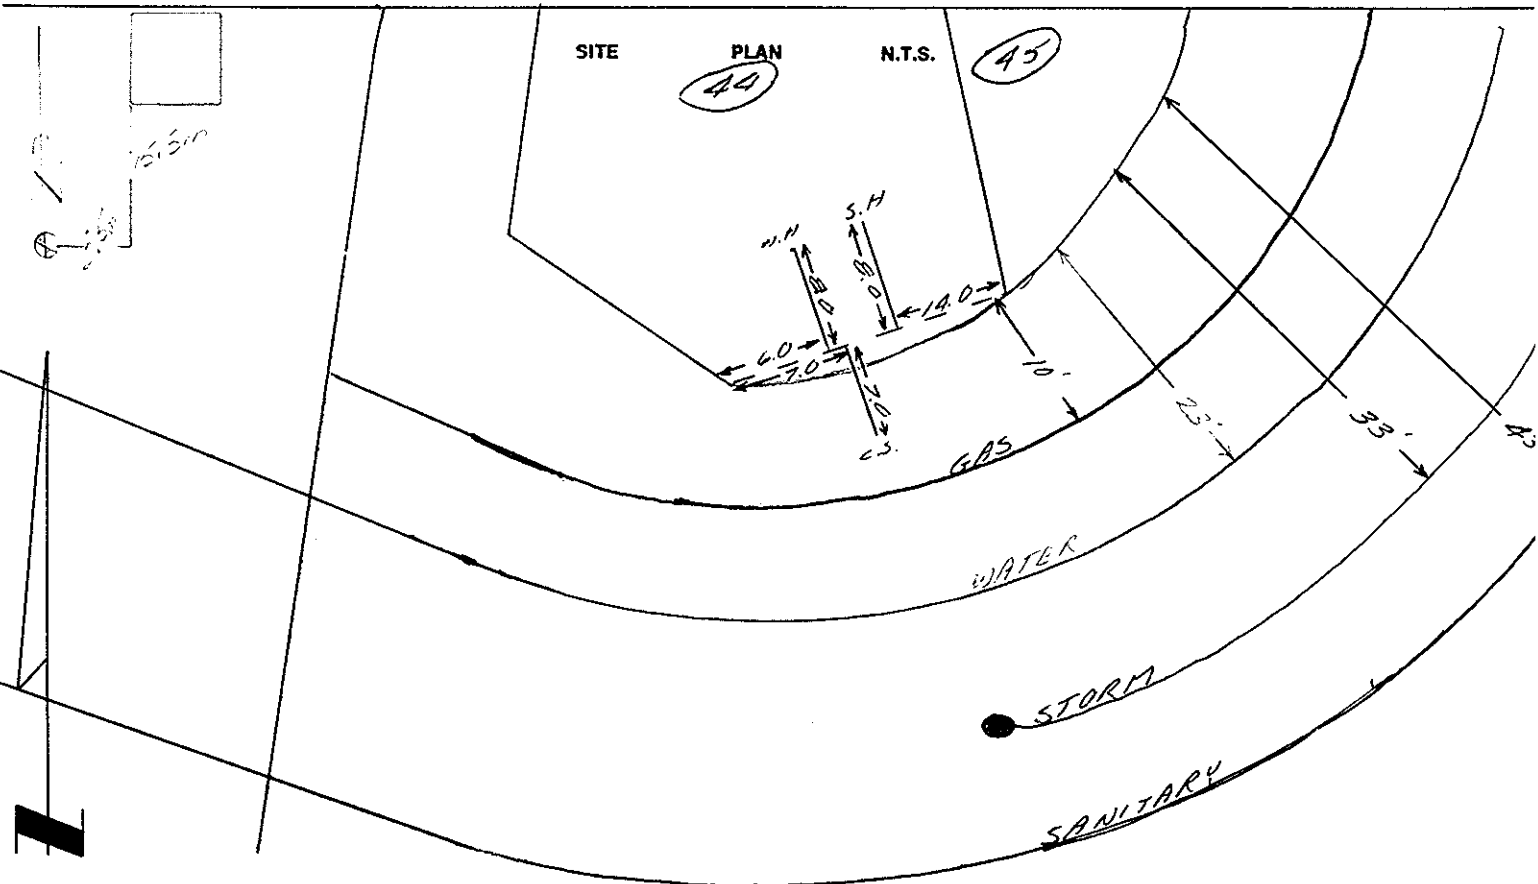 SITE PLAN N.T.S.
44
45
S.H
W.H
8.0
8.0
14.0
6.0
7.0
7.0
C.S.
10'
23'
33'
GAS
WATER
STORM
SANITARY